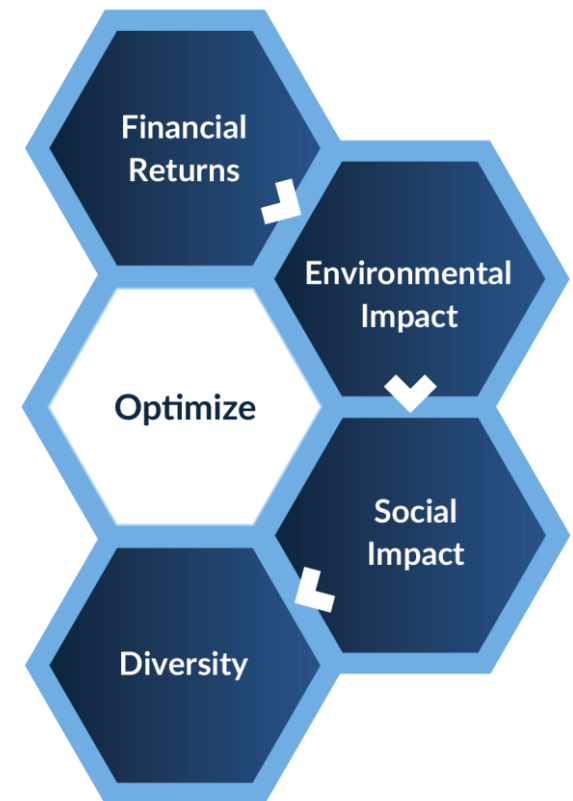 Financial
Returns
Environmental
Impact
Optimize
Social
Impact
Diversity